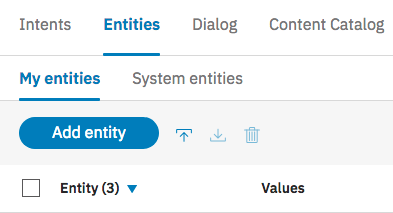 Intents Entities Dialog Content Catalog
My entities System entities
Add entity
Entity (3) Values